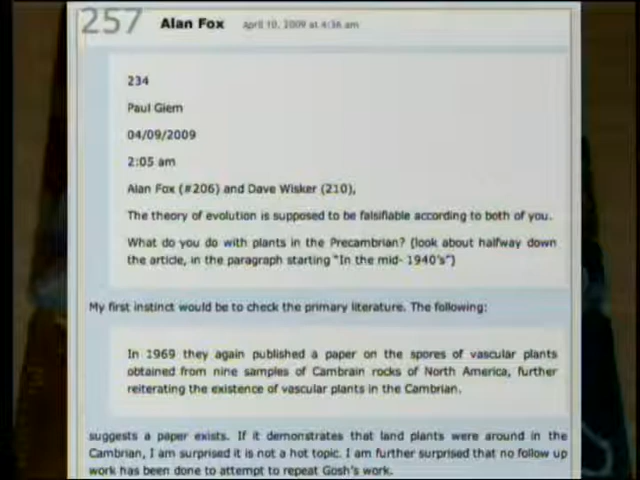 257 Alan Fox April 10, 2009 at 4:36 am
234
Paul Giem
04/09/2009
2:05 am
Alan Fox (#206) and Dave Wisker (210),
The theory of evolution is supposed to be falsifiable according to both of you.
What do you do with plants in the Precambrian? (look about halfway down
the article, in the paragraph starting "In the mid- 1940's")
My first instinct would be to check the primary literature. The following:
In 1969 they again published a paper on the spores of vascular plants
obtained from nine samples of Cambrain rocks of North America, further
reiterating the existence of vascular plants in the Cambrian.
suggests a paper exists. If it demonstrates that land plants were around in the
Cambrian, I am surprised it is not a hot topic. I am further surprised that no follow up
work has been done to attempt to repeat Gosh's work.